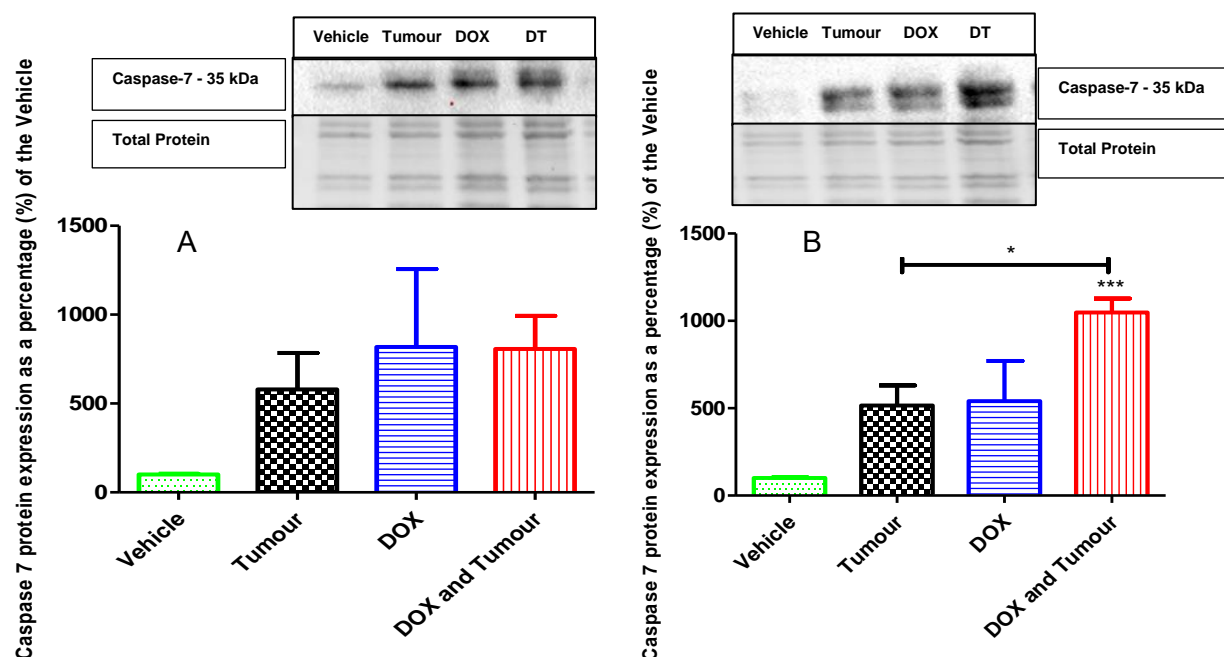 Vehicle Tumour DOX DT
Caspase-7 - 35 kDa
Total Protein
Caspase 7 protein expression as a percentage (%) of the Vehicle
A
1500
1000
500
0
Vehicle
Tumour
DOX
DOX and Tumour
Vehicle Tumour DOX DT
Caspase-7 - 35 kDa
Total Protein
Caspase 7 protein expression as a percentage (%) of the Vehicle
B
1500
1000
500
0
*
***
Vehicle
Tumour
DOX
DOX and Tumour